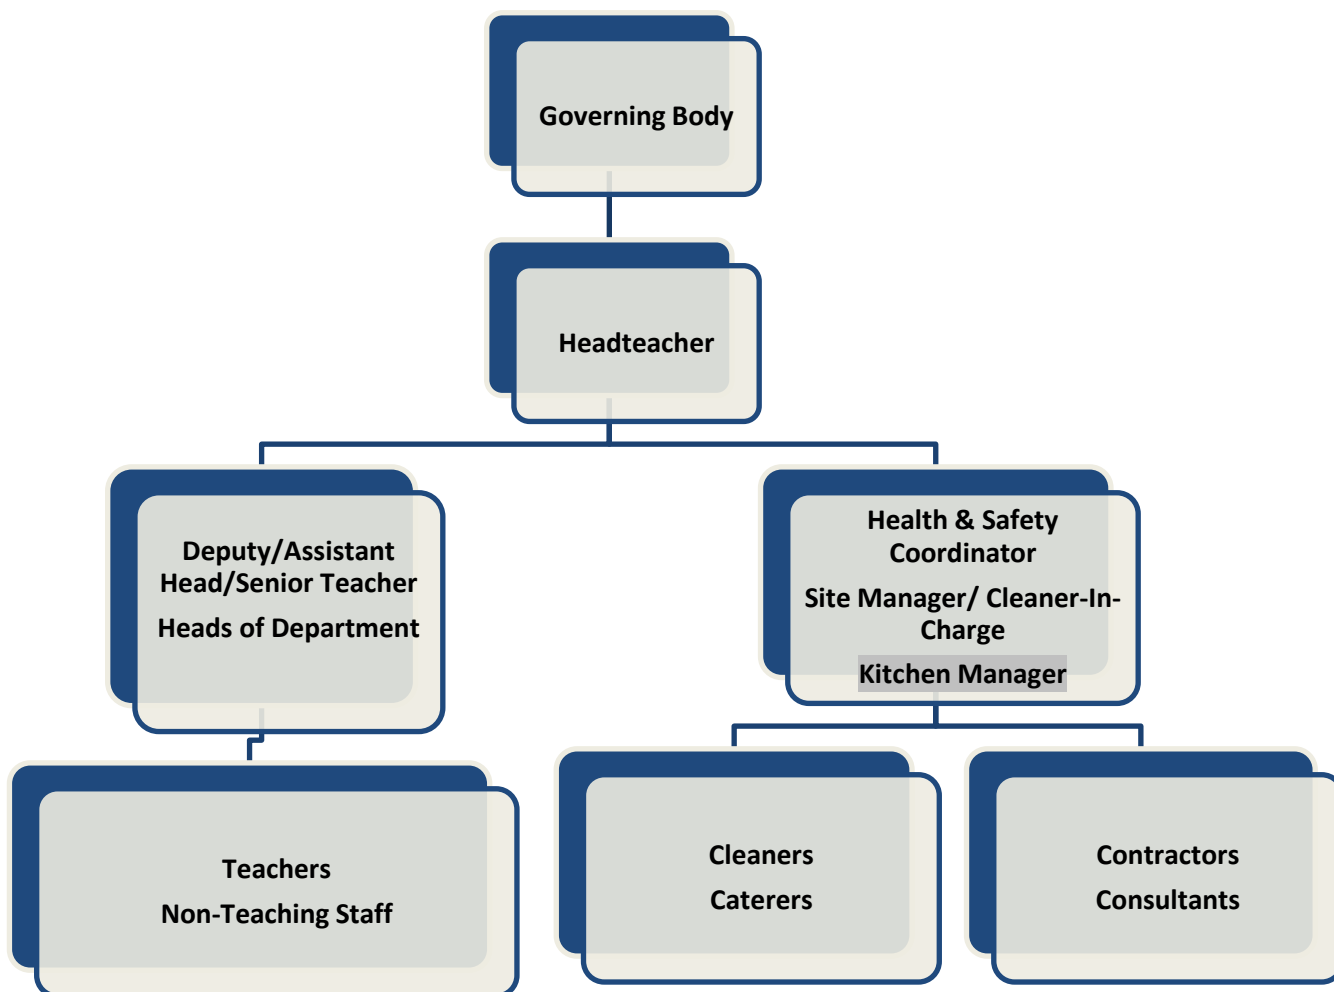 Governing Body
Headteacher
Deputy/Assistant
Head/Senior Teacher
Heads of Department
Health & Safety
Coordinator
Site Manager/ Cleaner-In-
Charge
Kitchen Manager
Teachers
Non-Teaching Staff
Cleaners
Caterers
Contractors
Consultants